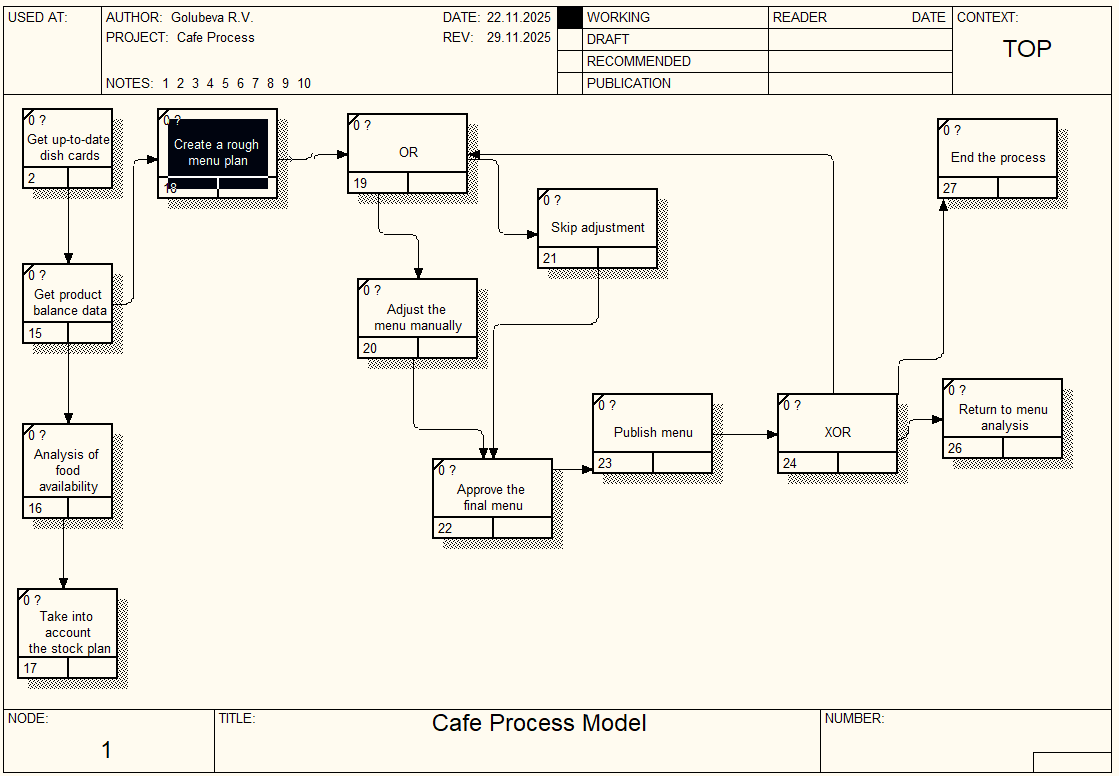 USED AT:
AUTHOR: Golubeva R.V.
DATE: 22.11.2025
PROJECT: Cafe Process
REV: 29.11.2025
NOTES: 1 2 3 4 5 6 7 8 9 10
WORKING
DRAFT
RECOMMENDED
PUBLICATION
READER
DATE
CONTEXT:
TOP
0 ?
Get up-to-date
dish cards
2
0 ?
Create a rough
menu plan
18
0 ?
OR
19
0 ?
End the process
27
0 ?
Skip adjustment
21
0 ?
Get product
balance data
15
0 ?
Adjust the
menu manually
20
0 ?
Return to menu
analysis
26
0 ?
Publish menu
23
0 ?
XOR
24
0 ?
Analysis of
food
availability
16
0 ?
Approve the
final menu
22
0 ?
Take into
account
the stock plan
17
NODE:
1
TITLE:
Cafe Process Model
NUMBER: